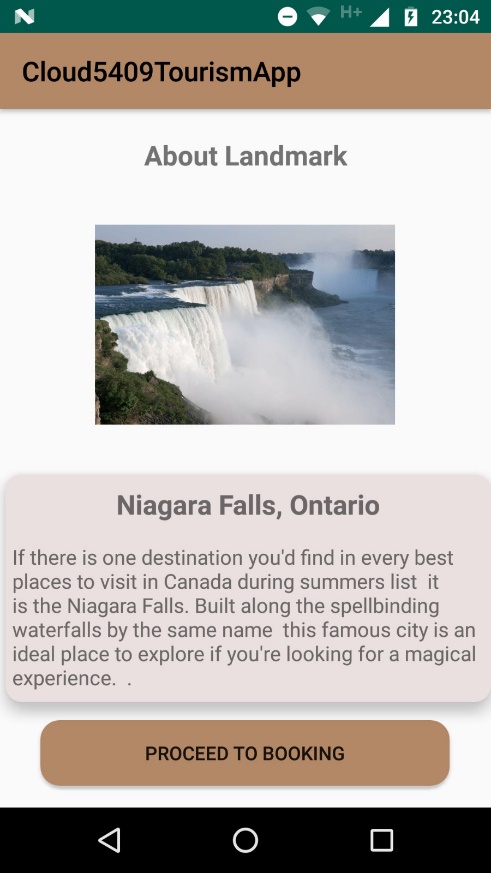 H+ 23:04
Cloud5409TourismApp
About Landmark
Niagara Falls, Ontario
If there is one destination you'd find in every best
places to visit in Canada during summers list  it
is the Niagara Falls. Built along the spellbinding
waterfalls by the same name  this famous city is an
ideal place to explore if you're looking for a magical
experience.  .
PROCEED TO BOOKING